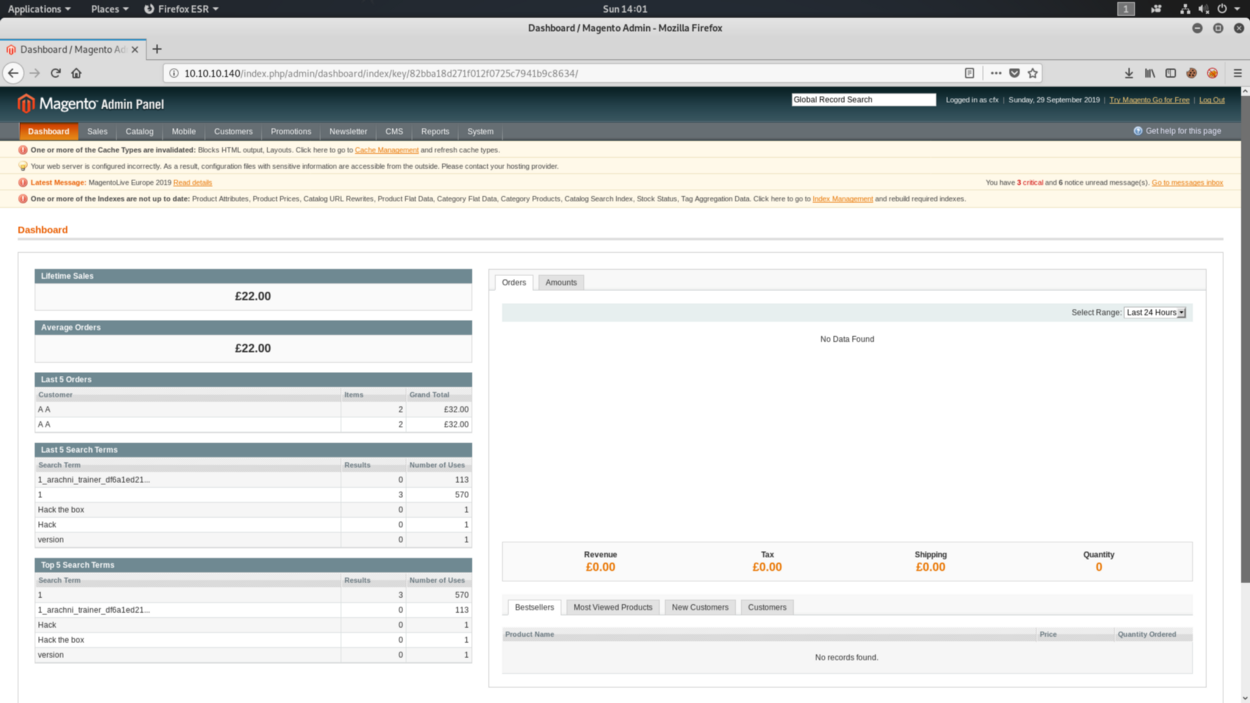 Applications Places Firefox ESR Sun 14:01 1
Dashboard / Magento Admin - Mozilla Firefox
Dashboard / Magento Ad
10.10.10.140/index.php/admin/dashboard/index/key/82bba18d271f012f0725c7941b9c8634/
Magento Admin Panel Global Record Search Logged in as cfx | Sunday, 29 September 2019 | Try Magento Go for Free | Log Out
Dashboard Sales Catalog Mobile Customers Promotions Newsletter CMS Reports System Get help for this page
One or more of the Cache Types are invalidated: Blocks HTML output, Layouts. Click here to go to Cache Management and refresh cache types.
Your web server is configured incorrectly. As a result, configuration files with sensitive information are accessible from the outside. Please contact your hosting provider.
Latest Message: MagentoLive Europe 2019 Read details You have 3 critical and 6 notice unread message(s). Go to messages inbox
One or more of the Indexes are not up to date: Product Attributes, Product Prices, Catalog URL Rewrites, Product Flat Data, Category Flat Data, Category Products, Catalog Search Index, Stock Status, Tag Aggregation Data. Click here to go to Index Management and rebuild required indexes.
Dashboard
Lifetime Sales
£22.00
Average Orders
£22.00
Last 5 Orders
Customer Items Grand Total
A A 2 £32.00
A A 2 £32.00
Last 5 Search Terms
Search Term Results Number of Uses
1_arachni_trainer_df6a1ed21... 0 113
1 3 570
Hack the box 0 1
Hack 0 1
version 0 1
Top 5 Search Terms
Search Term Results Number of Uses
1 3 570
1_arachni_trainer_df6a1ed21... 0 113
Hack 0 1
Hack the box 0 1
version 0 1
Orders Amounts
Select Range: Last 24 Hours
No Data Found
Revenue Tax Shipping Quantity
£0.00 £0.00 £0.00 0
Bestsellers Most Viewed Products New Customers Customers
Product Name Price Quantity Ordered
No records found.